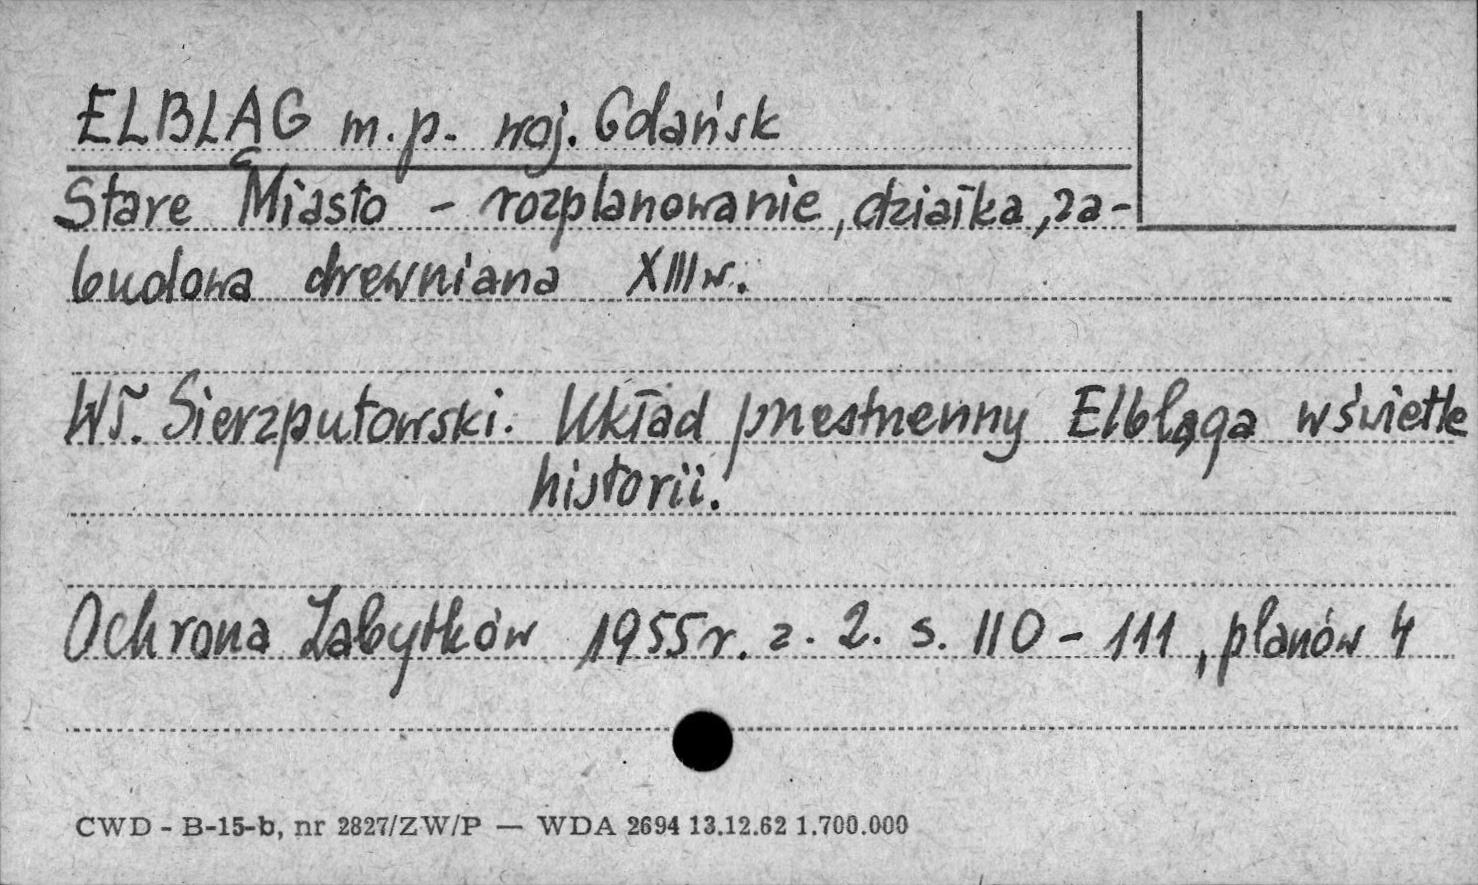 ELBLĄG m.p. woj. Gdańsk
Stare Miasto - rozplanowanie, działka, za-
budowa drewniana XIII w.
Wł. Sierzputowski. Układ przestrzenny Elbląga w świetle
historii.
Ochrona Zabytków 1955 r. z. 2. s. 110 - 111, planów 4
CWD - B-15-b, nr 2827/ZW/P — WDA 2694 13.12.62 1.700.000